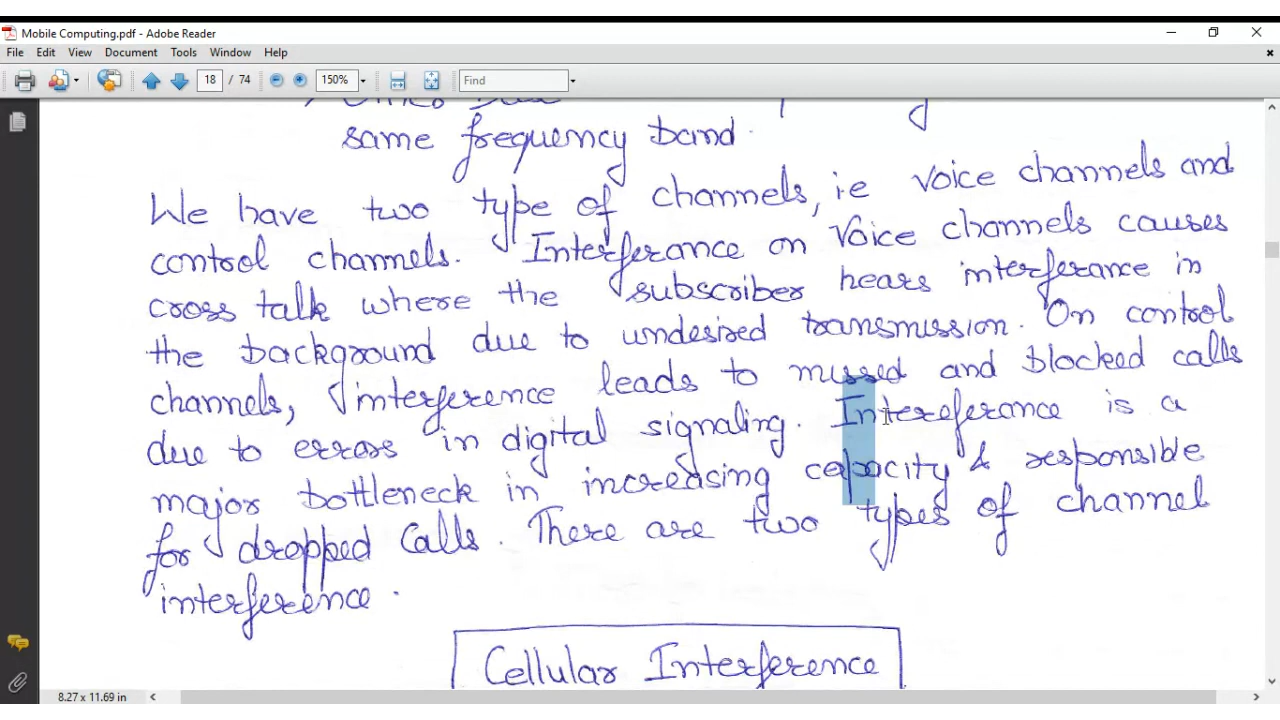 Mobile Computing.pdf - Adobe Reader
File Edit View Document Tools Window Help
18 / 74 150% Find
same frequency band.
We have two type of channels, ie voice channels and
control channels. Interferance on voice channels causes
cross talk where the subscriber hears interferance in
the background due to undesired transmission. On control
channels, interference leads to missed and blocked calls
due to errors in digital signaling. Intereferance is a
major bottleneck in increasing capacity & responsible
for dropped calls. There are two types of channel
interference.
Cellular Interference
8.27 x 11.69 in